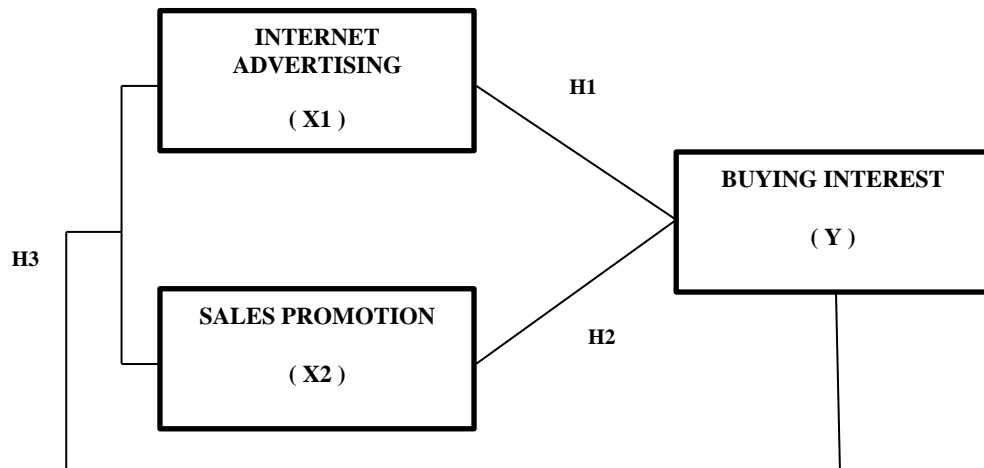 INTERNET
ADVERTISING
( X1 )
H1
BUYING INTEREST
( Y )
H3
SALES PROMOTION
( X2 )
H2